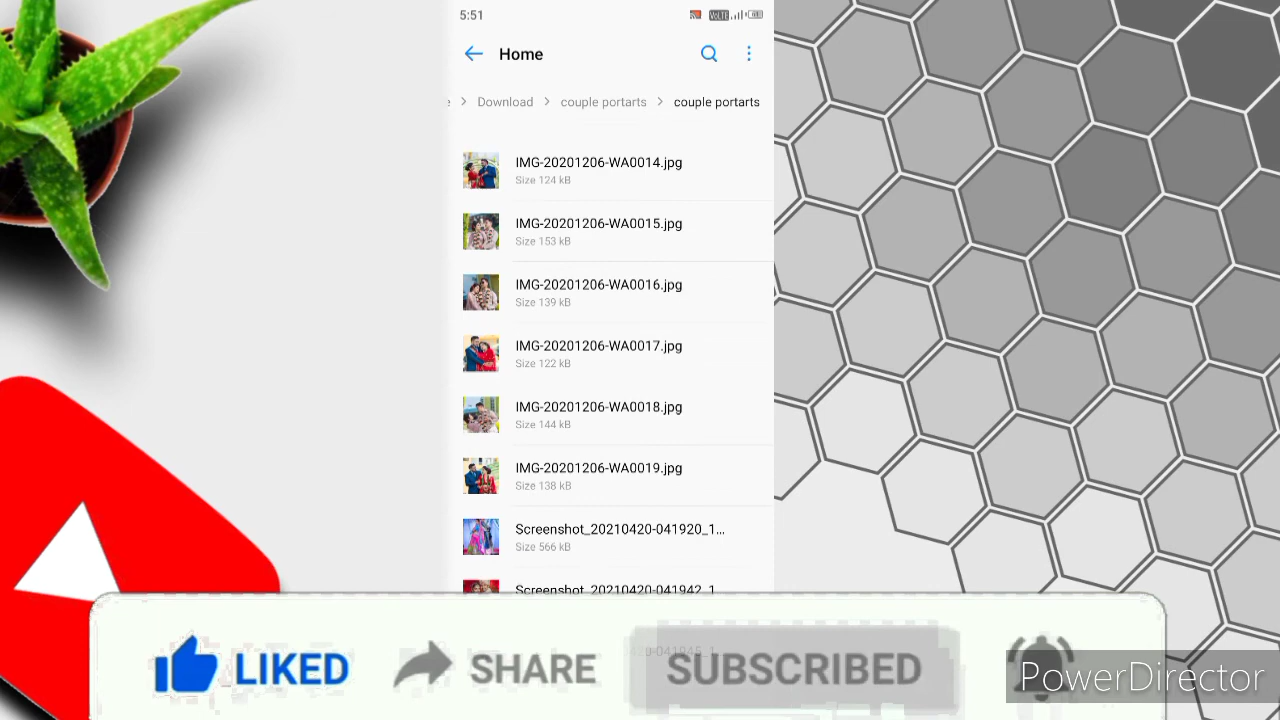 5:51
VoLTE
Home
Download > couple portarts > couple portarts
IMG-20201206-WA0014.jpg
Size 124 kB
IMG-20201206-WA0015.jpg
Size 153 kB
IMG-20201206-WA0016.jpg
Size 139 kB
IMG-20201206-WA0017.jpg
Size 122 kB
IMG-20201206-WA0018.jpg
Size 144 kB
IMG-20201206-WA0019.jpg
Size 138 kB
Screenshot_20210420-041920_1...
Size 566 kB
Screenshot_20210420-041942_1
LIKED
SHARE
SUBSCRIBED
PowerDirector